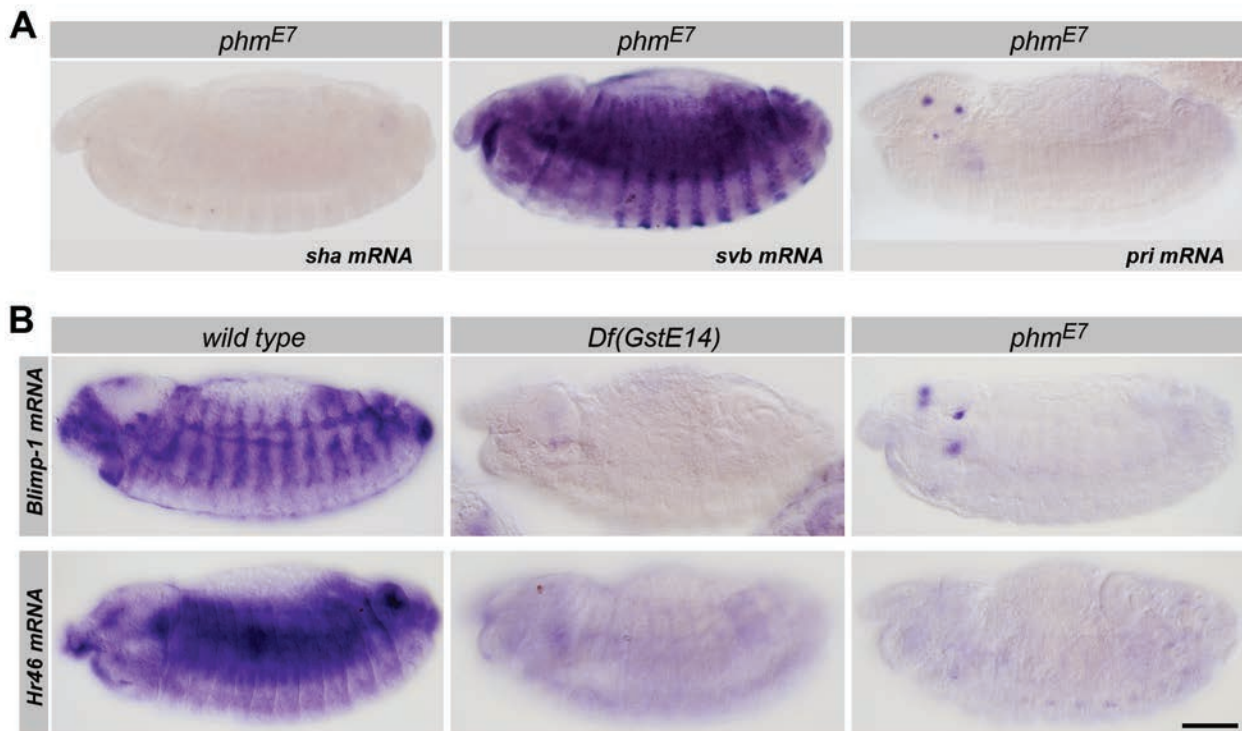 A
phmE7 phmE7 phmE7
sha mRNA svb mRNA pri mRNA
B
wild type Df(GstE14) phmE7
Blimp-1 mRNA
Hr46 mRNA